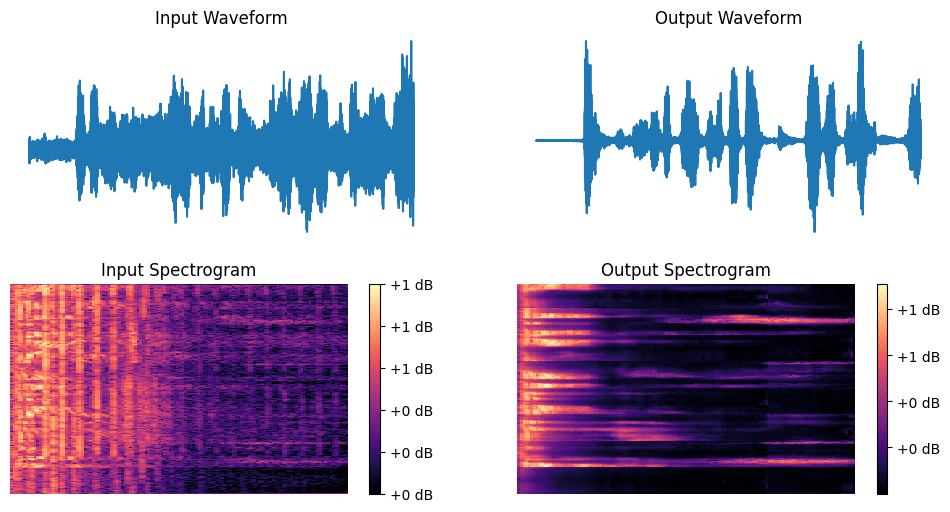 Input Waveform
Output Waveform
Input Spectrogram
+1 dB
+1 dB
+1 dB
+0 dB
+0 dB
+0 dB
Output Spectrogram
+1 dB
+1 dB
+0 dB
+0 dB